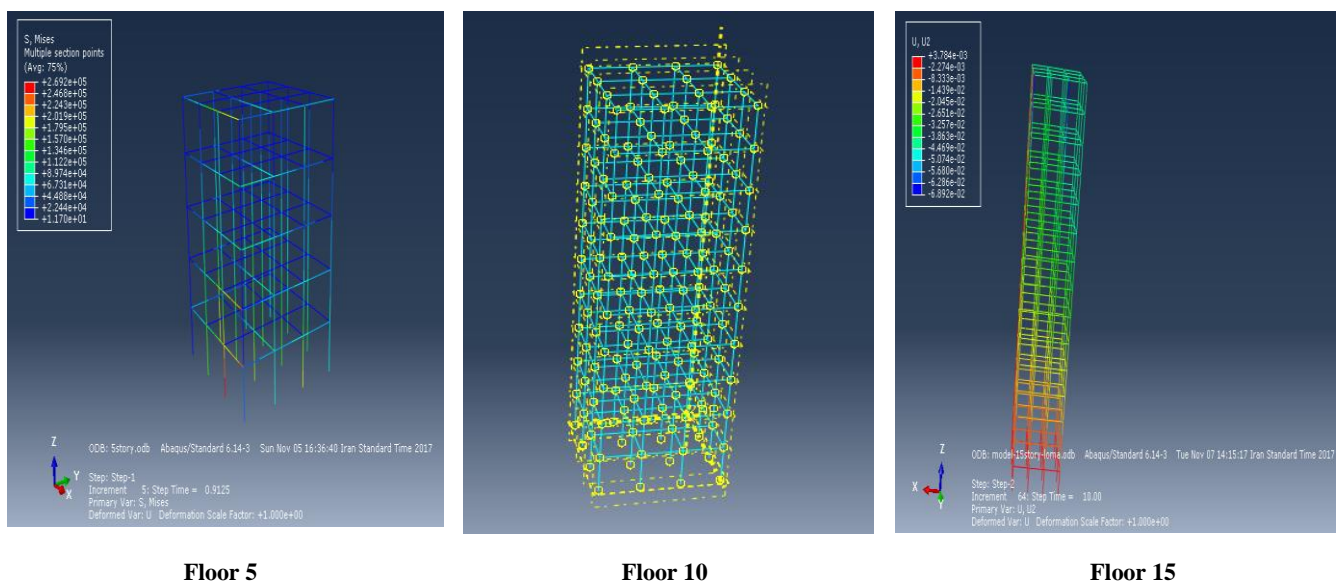 S, Mises
Multiple section points
(Avg: 75%)
+2.692e+05
+2.468e+05
+2.243e+05
+2.019e+05
+1.795e+05
+1.570e+05
+1.346e+05
+1.122e+05
+8.974e+04
+6.731e+04
+4.488e+04
+2.244e+04
+1.170e+01
Z
Y
X
ODB: 5story.odb Abaqus/Standard 6.14-3 Sun Nov 05 16:36:40 Iran Standard Time 2017
Step: Step-1
Increment 5: Step Time = 0.9125
Primary Var: S, Mises
Deformed Var: U Deformation Scale Factor: +1.000e+00
U, U2
+3.784e-03
-2.274e-03
-8.333e-03
-1.439e-02
-2.045e-02
-2.651e-02
-3.257e-02
-3.863e-02
-4.469e-02
-5.074e-02
-5.680e-02
-6.286e-02
-6.892e-02
Z
X
Y
ODB: model-15story-loma.odb Abaqus/Standard 6.14-3 Tue Nov 07 14:15:17 Iran Standard Time 2017
Step: Step-2
Increment 64: Step Time = 10.00
Primary Var: U, U2
Deformed Var: U Deformation Scale Factor: +1.000e+00
Floor 5
Floor 10
Floor 15